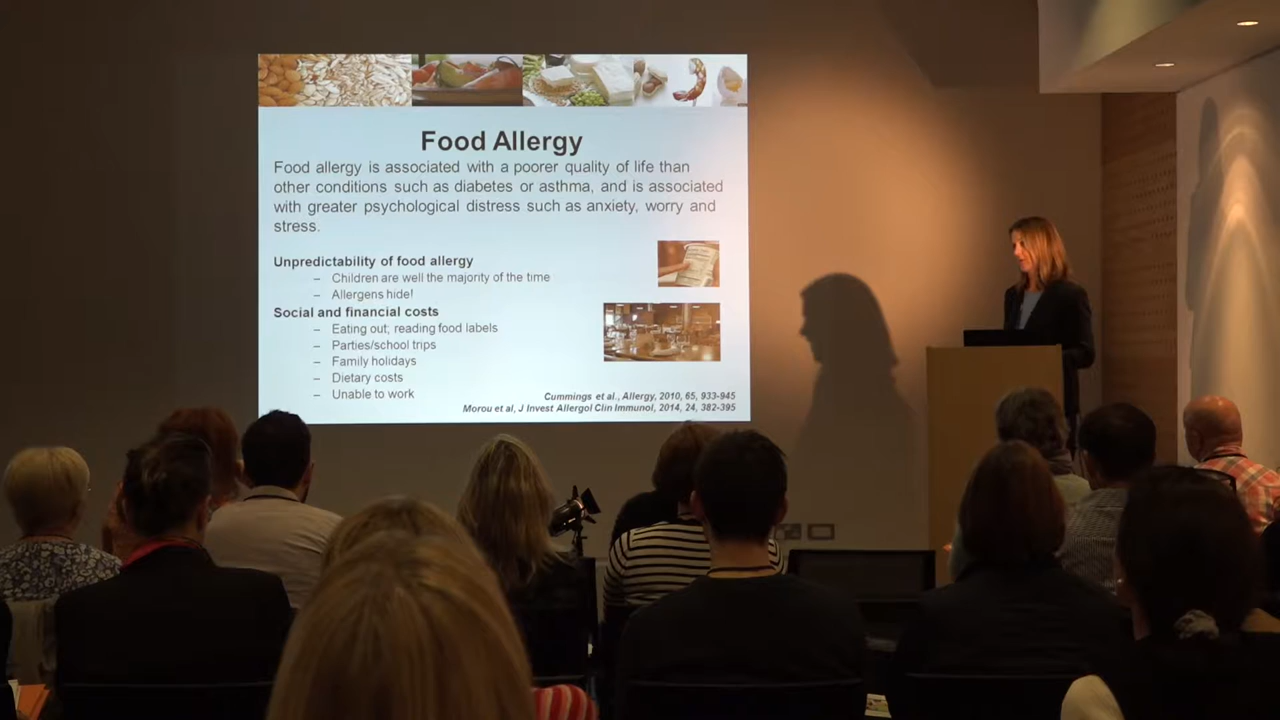 Food Allergy
Food allergy is associated with a poorer quality of life than
other conditions such as diabetes or asthma, and is associated
with greater psychological distress such as anxiety, worry and
stress.
Unpredictability of food allergy
– Children are well the majority of the time
– Allergens hide!
Social and financial costs
– Eating out; reading food labels
– Parties/school trips
– Family holidays
– Dietary costs
– Unable to work
Cummings et al., Allergy, 2010, 65, 933-945
Morou et al, J Invest Allergol Clin Immunol, 2014, 24, 382-395